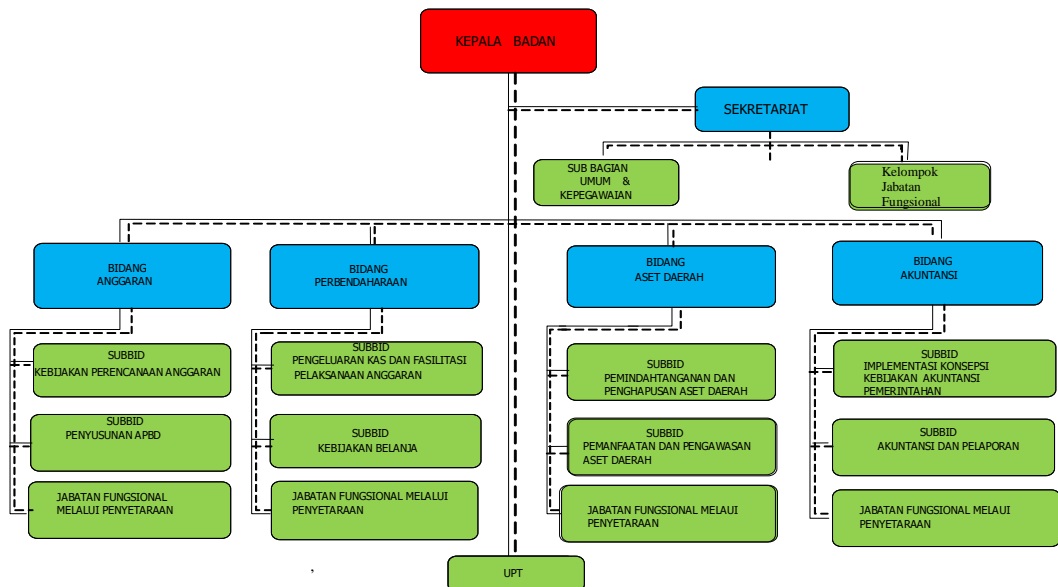 KEPALA BADAN
SEKRETARIAT
SUB BAGIAN
UMUM &
KEPEGAWAIAN
Kelompok
Jabatan
Fungsional
BIDANG
ANGGARAN
BIDANG
PERBENDAHARAAN
BIDANG
ASET DAERAH
BIDANG
AKUNTANSI
SUBBID
KEBIJAKAN PERENCANAAN ANGGARAN
SUBBID
PENGELUARAN KAS DAN FASILITASI
PELAKSANAAN ANGGARAN
SUBBID
PEMINDAHTANGANAN DAN
PENGHAPUSAN ASET DAERAH
SUBBID
IMPLEMENTASI KONSEPSI
KEBIJAKAN AKUNTANSI
PEMERINTAHAN
SUBBID
PENYUSUNAN APBD
SUBBID
KEBIJAKAN BELANJA
SUBBID
PEMANFAATAN DAN PENGAWASAN
ASET DAERAH
SUBBID
AKUNTANSI DAN PELAPORAN
JABATAN FUNGSIONAL
MELALUI PENYETARAAN
JABATAN FUNGSIONAL MELALUI
PENYETARAAN
JABATAN FUNGSIONAL MELAUI
PENYETARAAN
JABATAN FUNGSIONAL MELAUI
PENYETARAAN
,
UPT